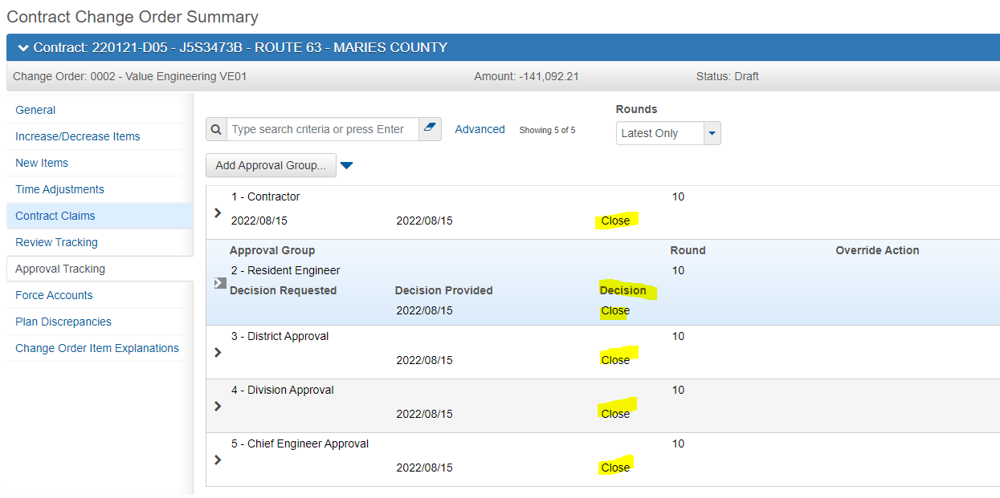 Contract Change Order Summary
Contract: 220121-D05 - J5S3473B - ROUTE 63 - MARIES COUNTY
Change Order: 0002 - Value Engineering VE01 Amount: -141,092.21 Status: Draft
General
Increase/Decrease Items
New Items
Time Adjustments
Contract Claims
Review Tracking
Approval Tracking
Force Accounts
Plan Discrepancies
Change Order Item Explanations
Rounds
Type search criteria or press Enter Advanced Showing 5 of 5 Latest Only
Add Approval Group...
1 - Contractor 10
2022/08/15 2022/08/15 Close
Approval Group Round Override Action
2 - Resident Engineer 10
Decision Requested Decision Provided Decision
2022/08/15 Close
3 - District Approval 10
2022/08/15 Close
4 - Division Approval 10
2022/08/15 Close
5 - Chief Engineer Approval 10
2022/08/15 Close